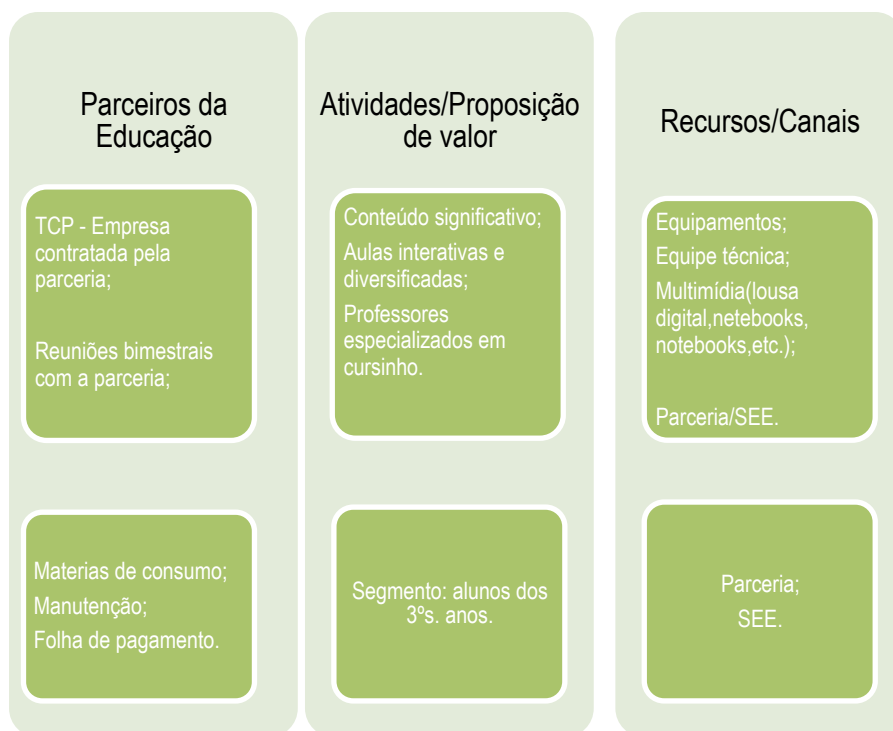 Parceiros da
Educação
TCP - Empresa
contratada pela
parceria;
Reuniões bimestrais
com a parceria;
Materias de consumo;
Manutenção;
Folha de pagamento.
Atividades/Proposição
de valor
Conteúdo significativo;
Aulas interativas e
diversificadas;
Professores
especializados em
cursinho.
Segmento: alunos dos
3ºs. anos.
Recursos/Canais
Equipamentos;
Equipe técnica;
Multimídia(lousa
digital,netebooks,
notebooks,etc.);
Parceria/SEE.
Parceria;
SEE.